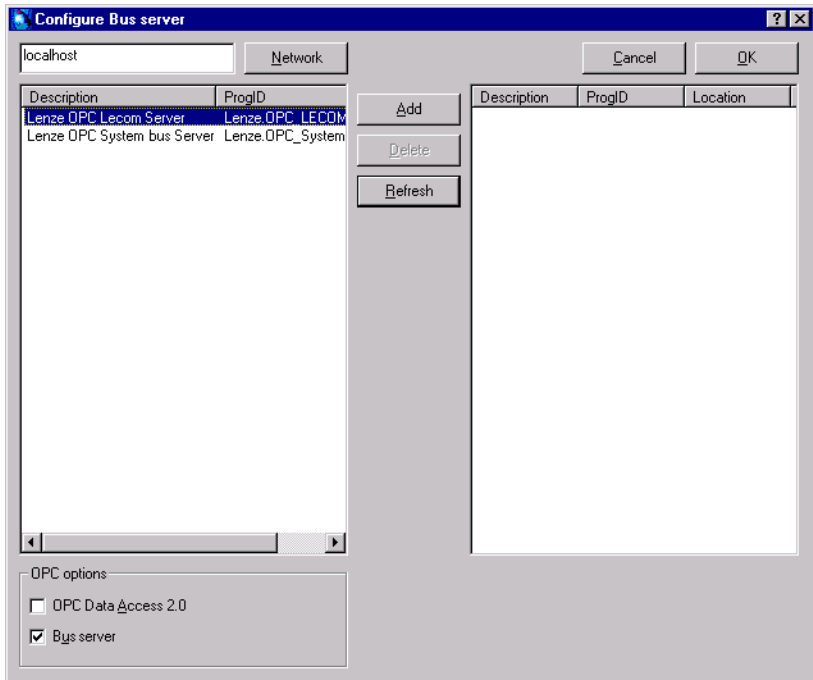 Configure Bus server
localhost
Network
Cancel
OK
Description ProgID
Lenze OPC Lecom Server Lenze.OPC_LECOM
Lenze OPC System bus Server Lenze.OPC_System
Add
Delete
Refresh
Description ProgID Location
OPC options
OPC Data Access 2.0
Bus server